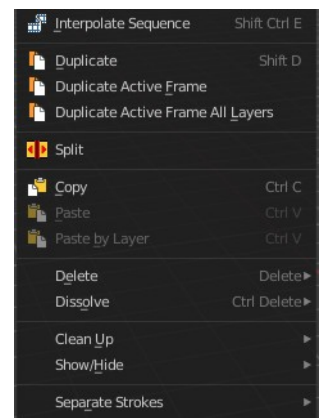 Interpolate Sequence Shift Ctrl E
Duplicate Shift D
Duplicate Active Frame
Duplicate Active Frame All Layers
Split
Copy Ctrl C
Paste Ctrl V
Paste by Layer Ctrl V
Delete Delete
Dissolve Ctrl Delete
Clean Up
Show/Hide
Separate Strokes